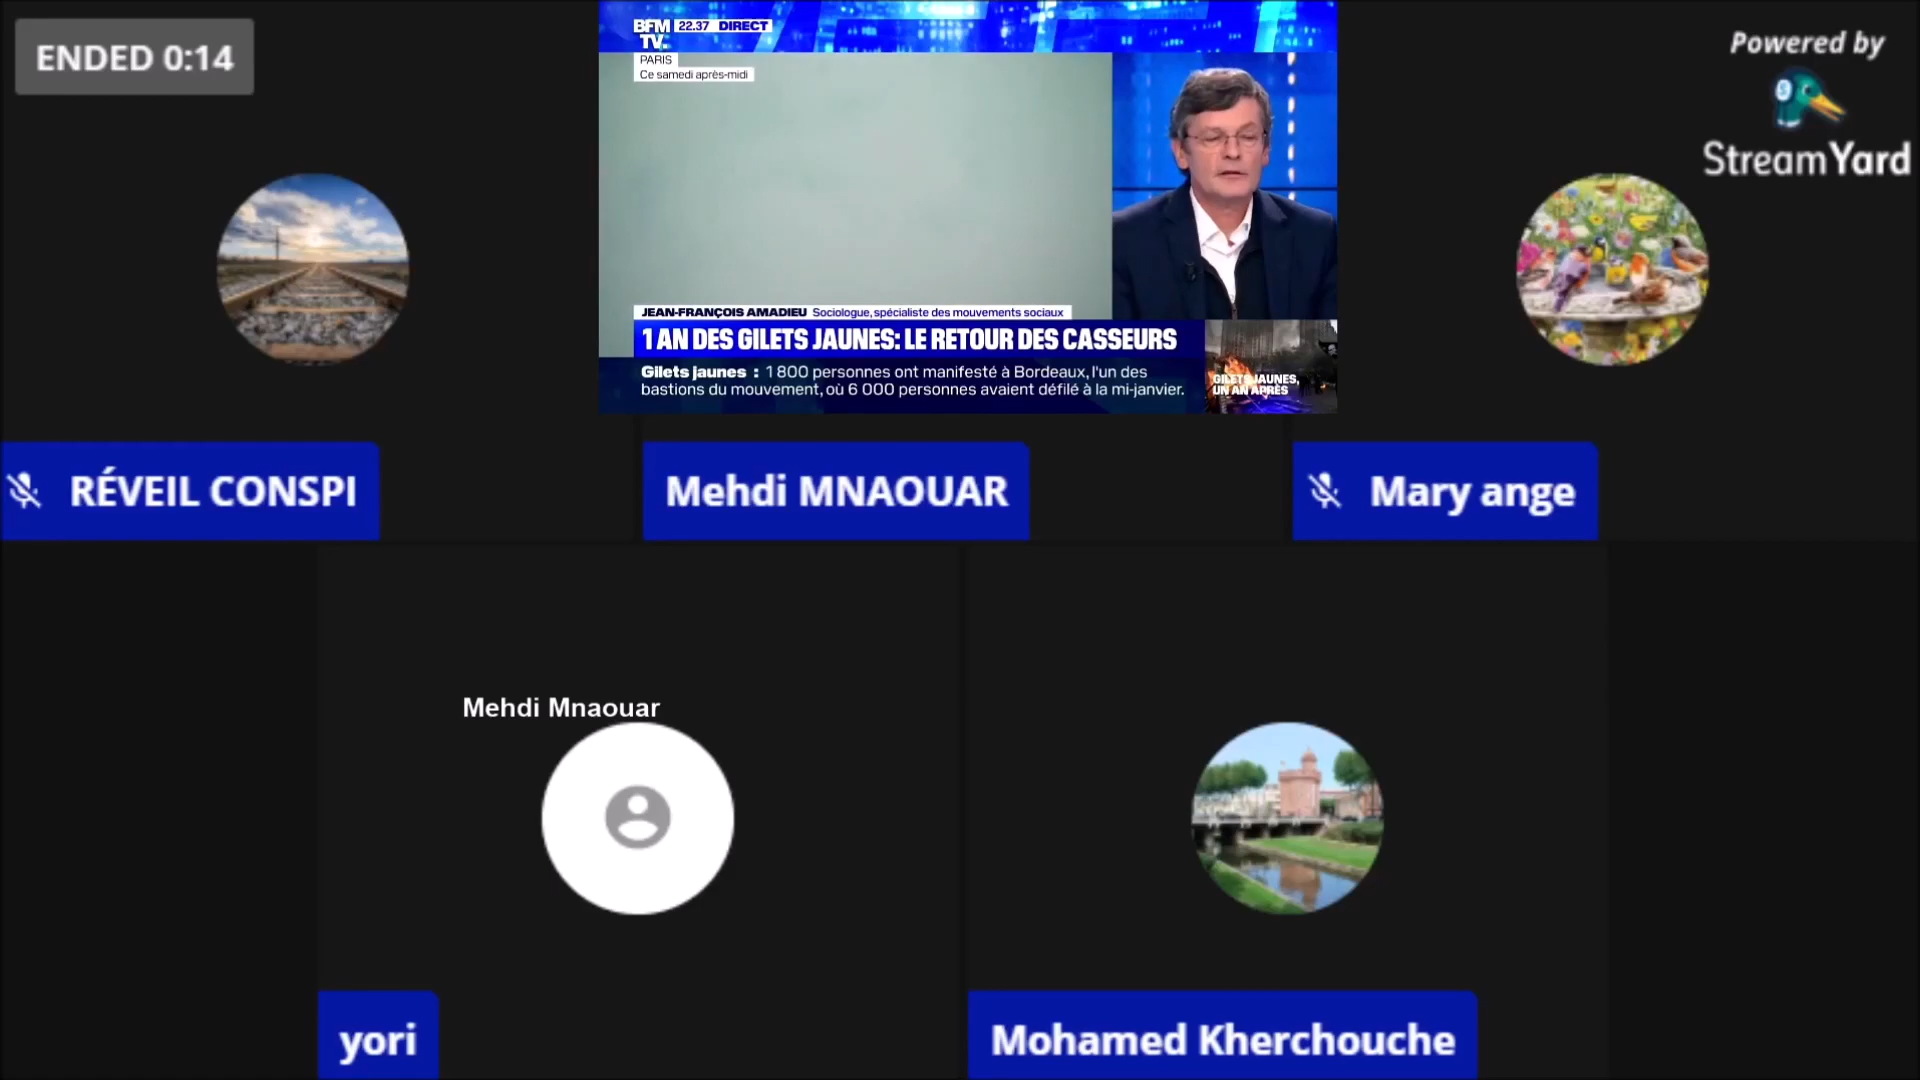 ENDED 0:14
BFM
TV.
22.37 DIRECT
PARIS
Ce samedi après-midi
Powered by
StreamYard
JEAN-FRANÇOIS AMADIEU Sociologue, spécialiste des mouvements sociaux
1 AN DES GILETS JAUNES: LE RETOUR DES CASSEURS
Gilets jaunes : 1 800 personnes ont manifesté à Bordeaux, l'un des
bastions du mouvement, où 6 000 personnes avaient défilé à la mi-janvier.
GILETS JAUNES,
UN AN APRÈS
RÉVEIL CONSPI
Mehdi MNAOUAR
Mary ange
Mehdi Mnaouar
yori
Mohamed Kherchouche